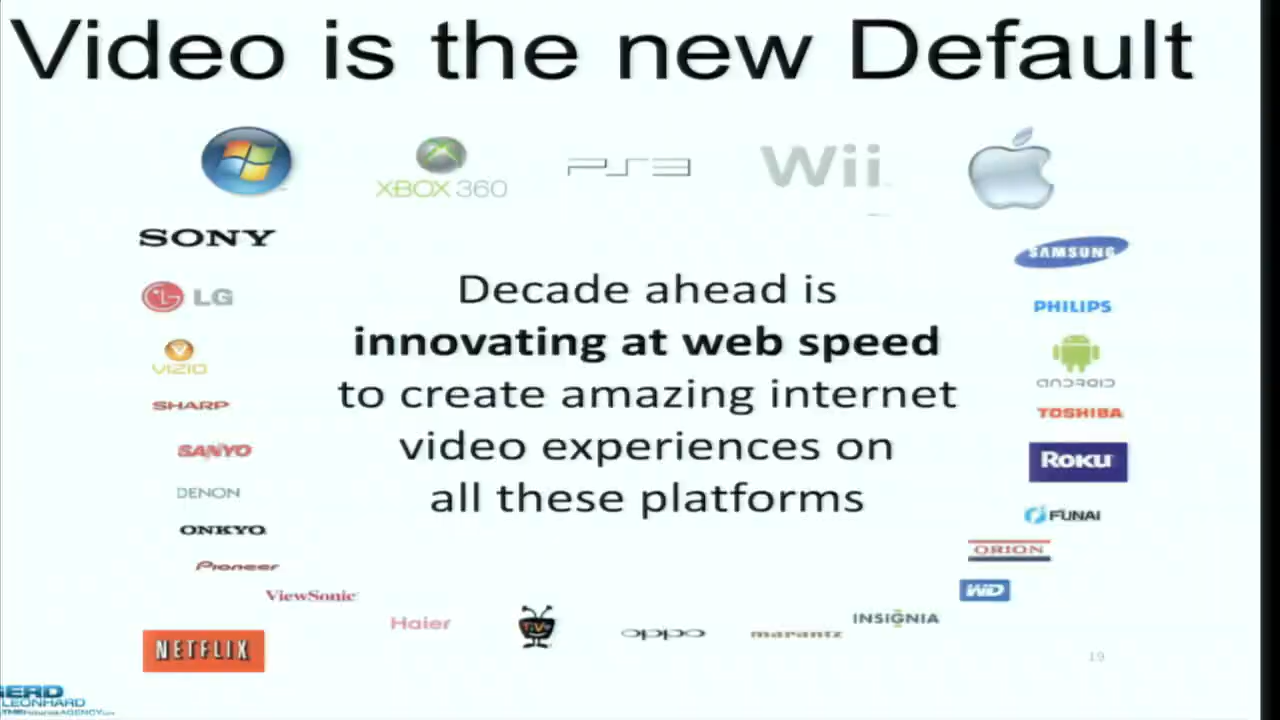 Video is the new Default
XBOX 360
PS3
Wii
SONY
SAMSUNG
LG
PHILIPS
VIZIO
android
SHARP
TOSHIBA
SANYO
ROKU
DENON
FUNAI
ONKYO
ORION
Pioneer
WD
ViewSonic
INSIGNIA
Haier
TiVo
oppo
marantz
NETFLIX
Decade ahead is
innovating at web speed
to create amazing internet
video experiences on
all these platforms
19
GERD
LEONHARD